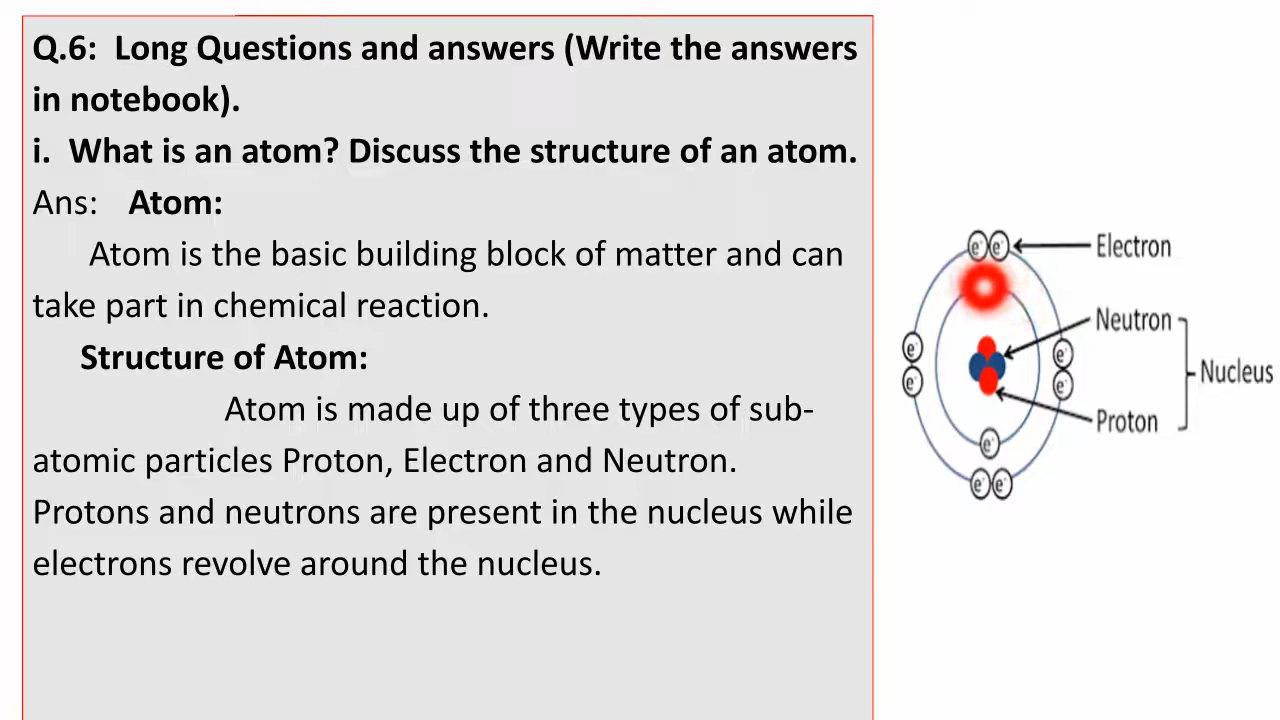 Q.6: Long Questions and answers (Write the answers
in notebook).
i. What is an atom? Discuss the structure of an atom.
Ans: Atom:
Atom is the basic building block of matter and can
take part in chemical reaction.
Structure of Atom:
Atom is made up of three types of sub-
atomic particles Proton, Electron and Neutron.
Protons and neutrons are present in the nucleus while
electrons revolve around the nucleus.
e⁻ e⁻ Electron
Neutron
e⁻ e⁻
Nucleus
e⁻ e⁻
Proton
e⁻
e⁻ e⁻